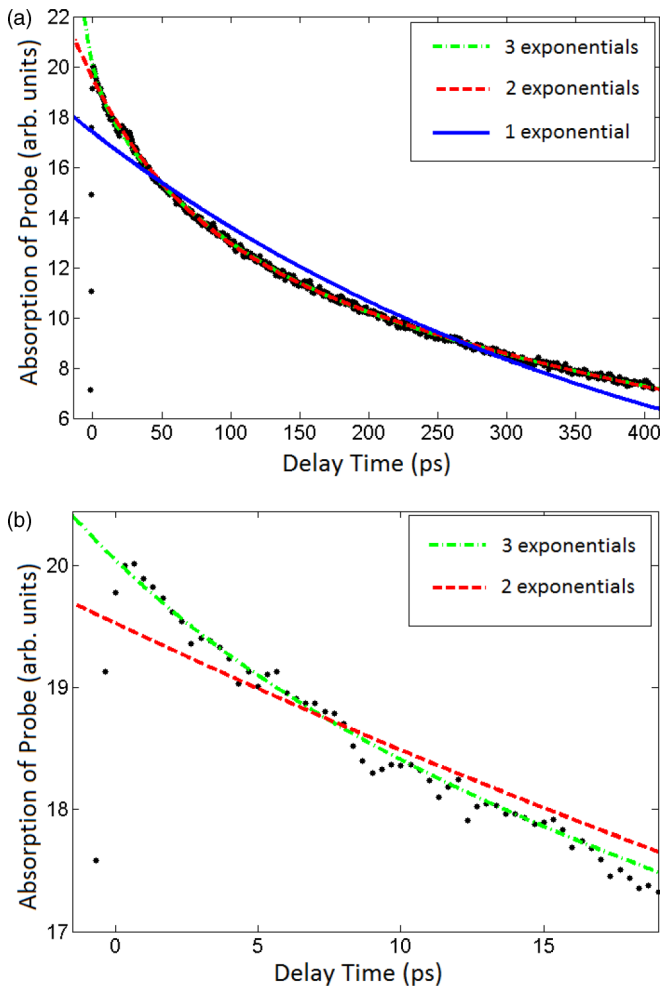 (a)
22
20
18
16
14
12
10
8
6
Absorption of Probe (arb. units)
3 exponentials
2 exponentials
1 exponential
0 50 100 150 200 250 300 350 400
Delay Time (ps)
(b)
20
19
18
17
Absorption of Probe (arb. units)
3 exponentials
2 exponentials
0 5 10 15
Delay Time (ps)